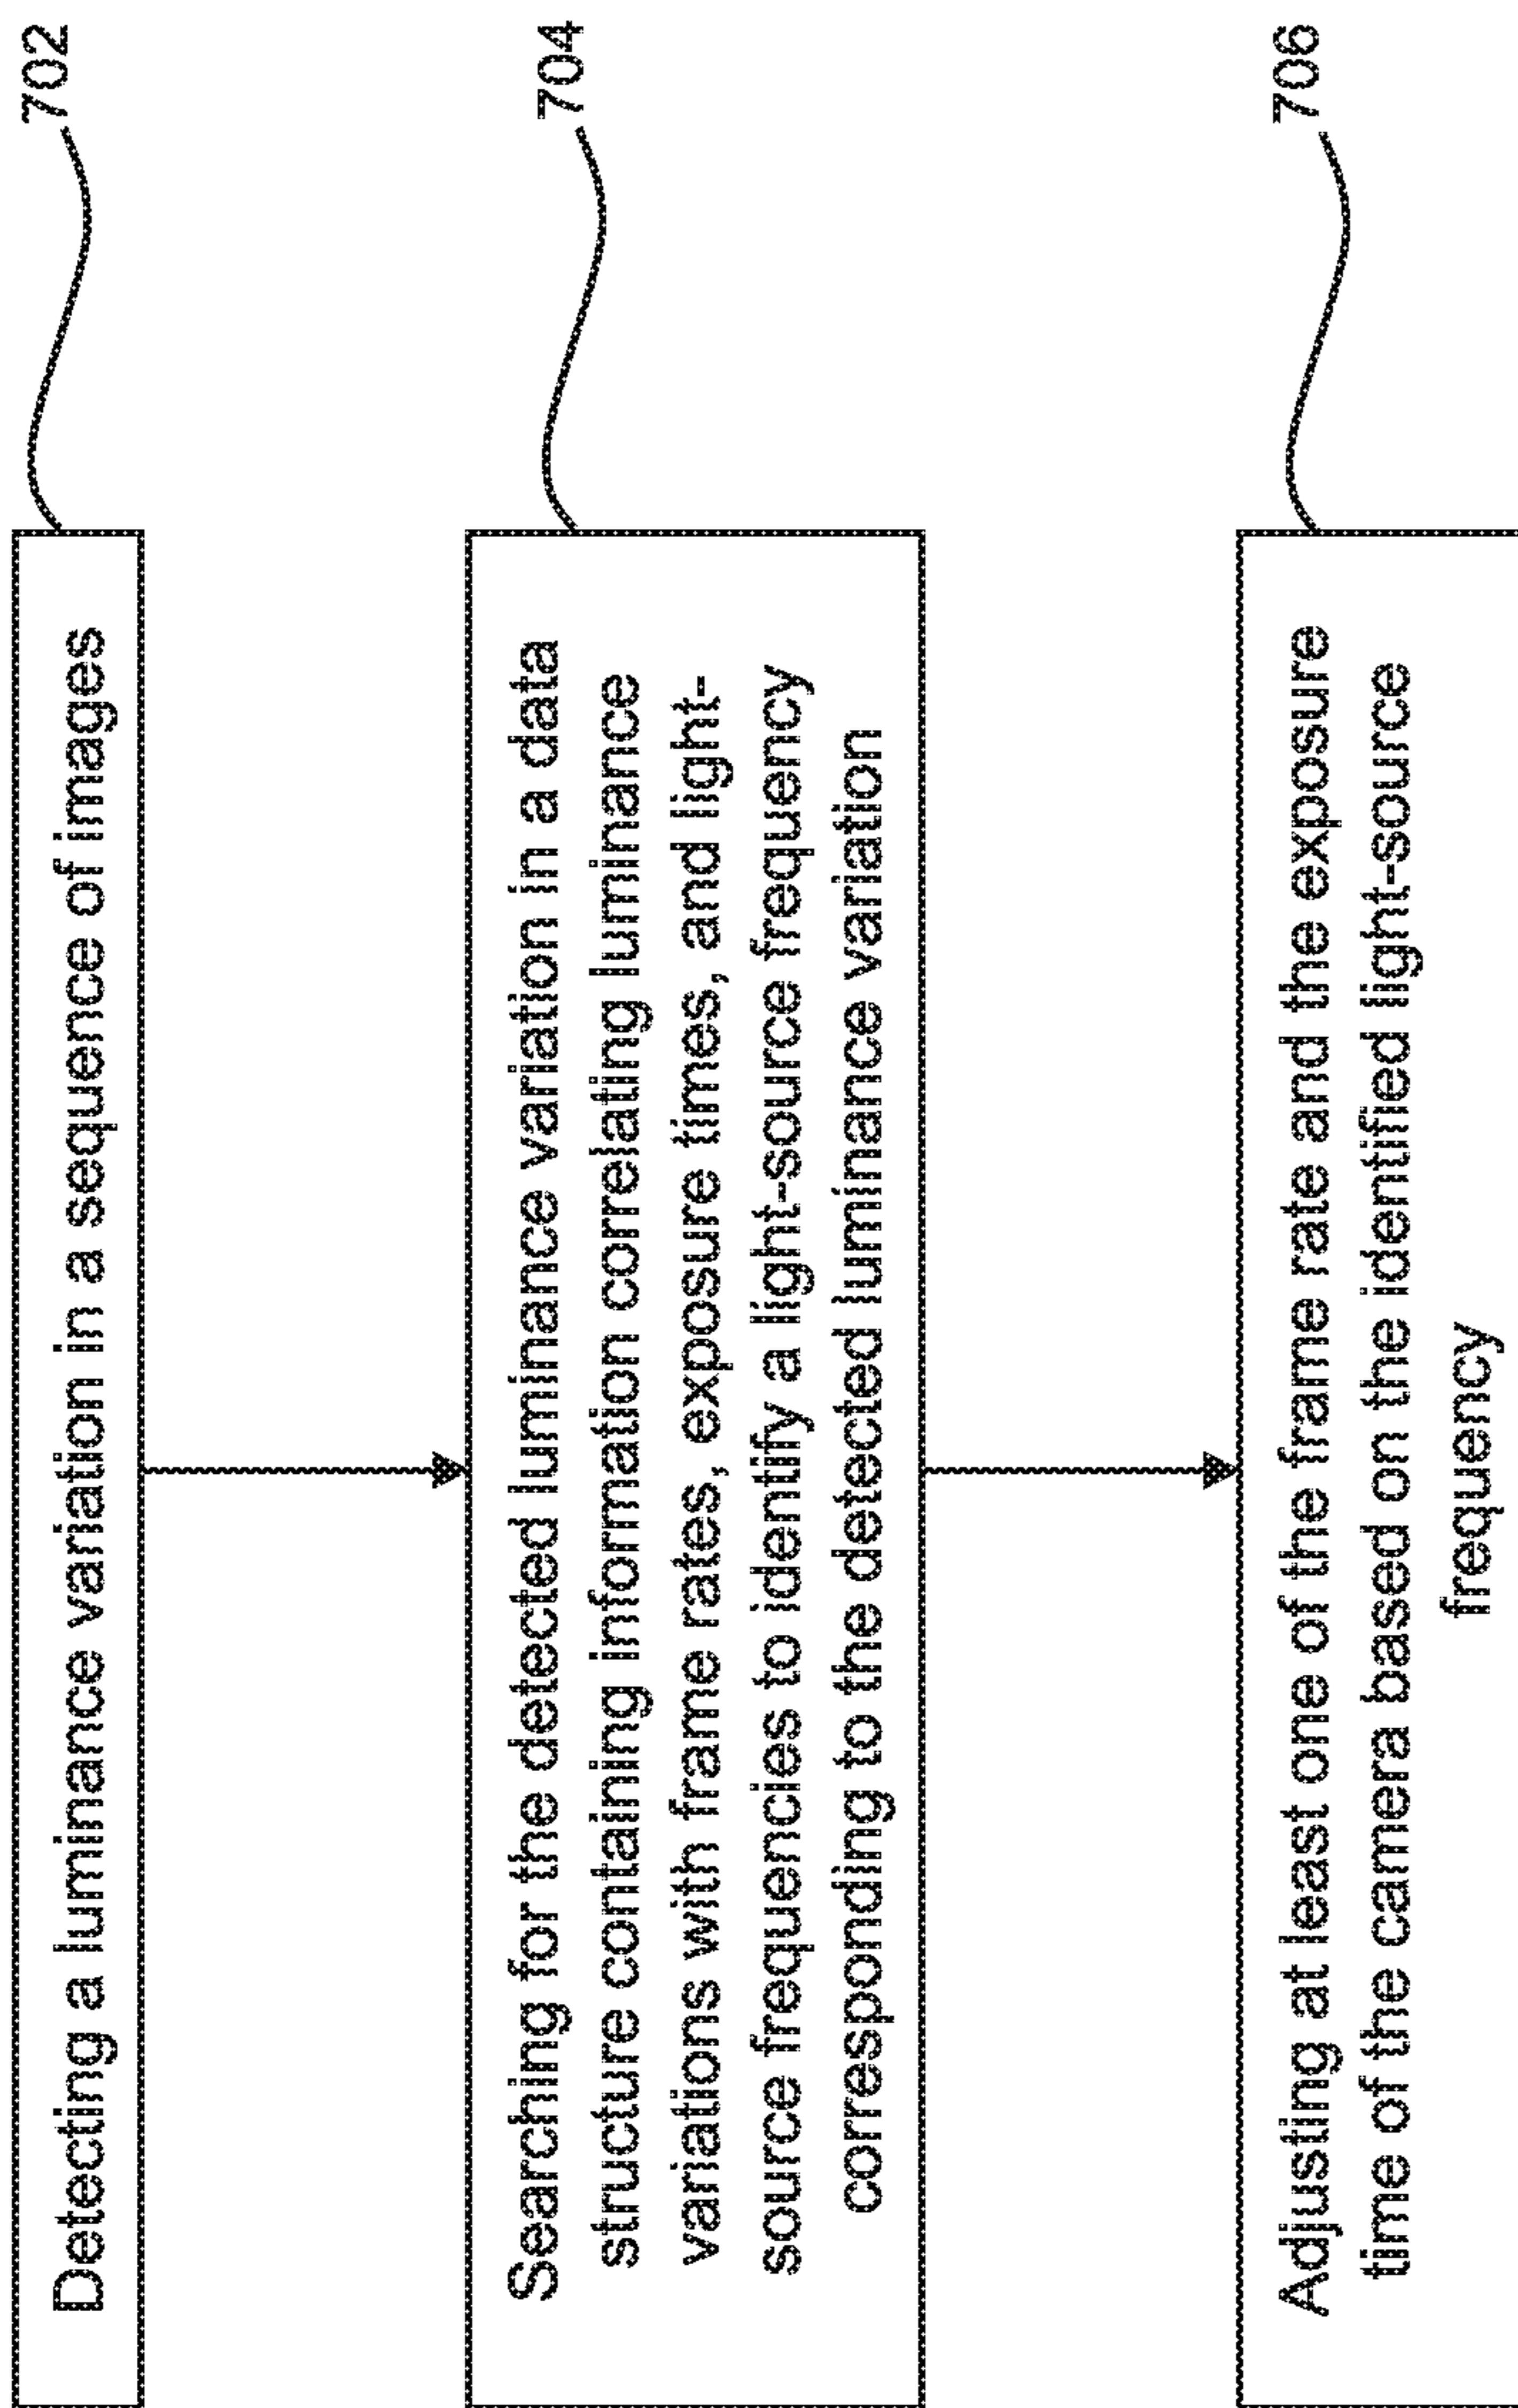 702
Detecting a luminance variation in a sequence of images
704
Searching for the detected luminance variation in a data
structure containing information correlating luminance
variations with frame rates, exposure times, and light-
source frequencies to identify a light-source frequency
corresponding to the detected luminance variation
706
Adjusting at least one of the frame rate and the exposure
time of the camera based on the identified light-source
frequency